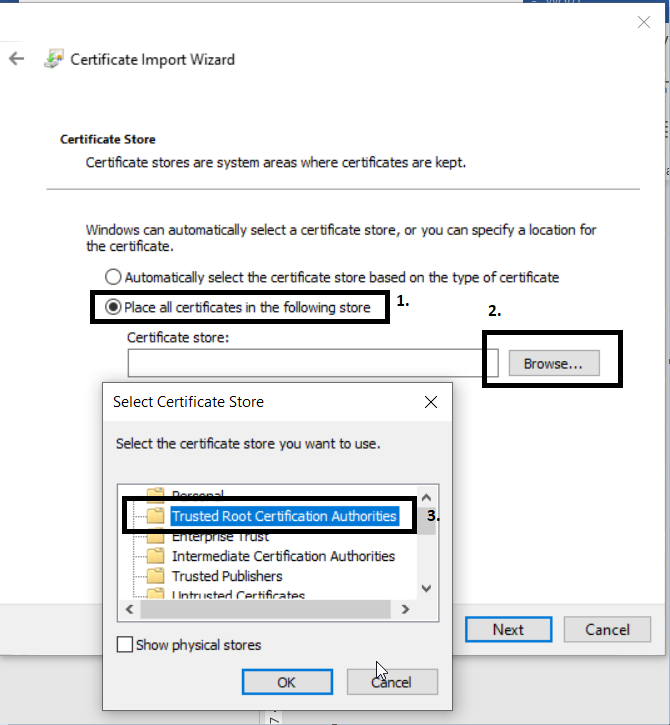 Certificate Import Wizard
Certificate Store
Certificate stores are system areas where certificates are kept.
Windows can automatically select a certificate store, or you can specify a location for
the certificate.
Automatically select the certificate store based on the type of certificate
Place all certificates in the following store
1.
2.
Certificate store:
Browse...
Select Certificate Store
Select the certificate store you want to use.
Personal
Trusted Root Certification Authorities
3.
Enterprise Trust
Intermediate Certification Authorities
Trusted Publishers
Untrusted Certificates
Show physical stores
OK
Cancel
Next
Cancel